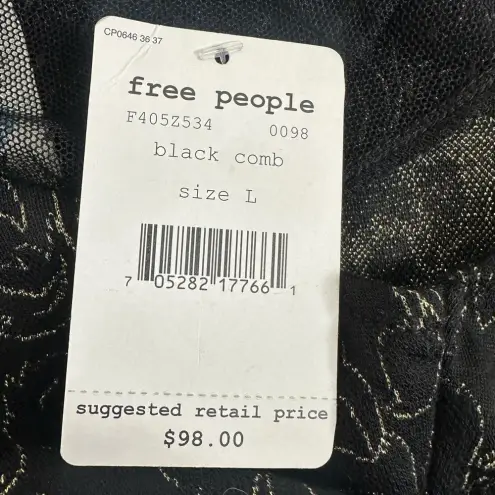 CP0646 36 37
free people
F405Z534 0098
black comb
size L
7 05282 17766 1
suggested retail price
$98.00